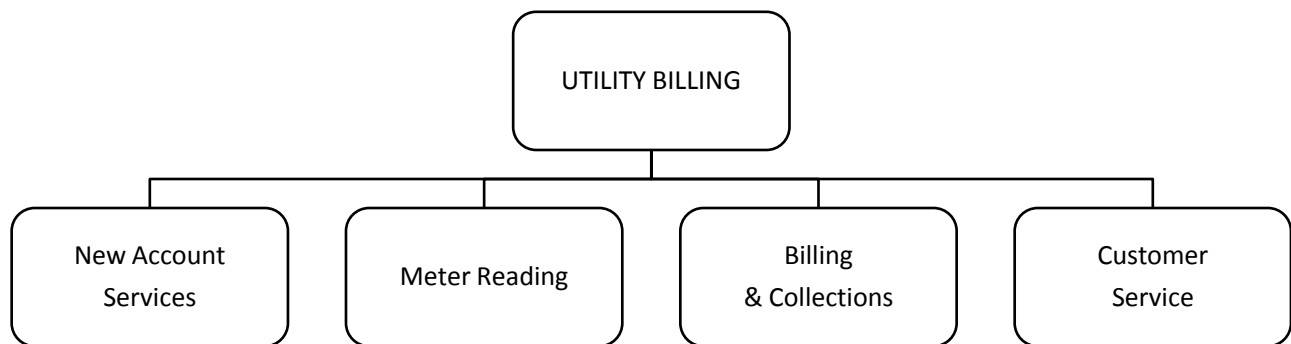 UTILITY BILLING
New Account
Services
Meter Reading
Billing
& Collections
Customer
Service